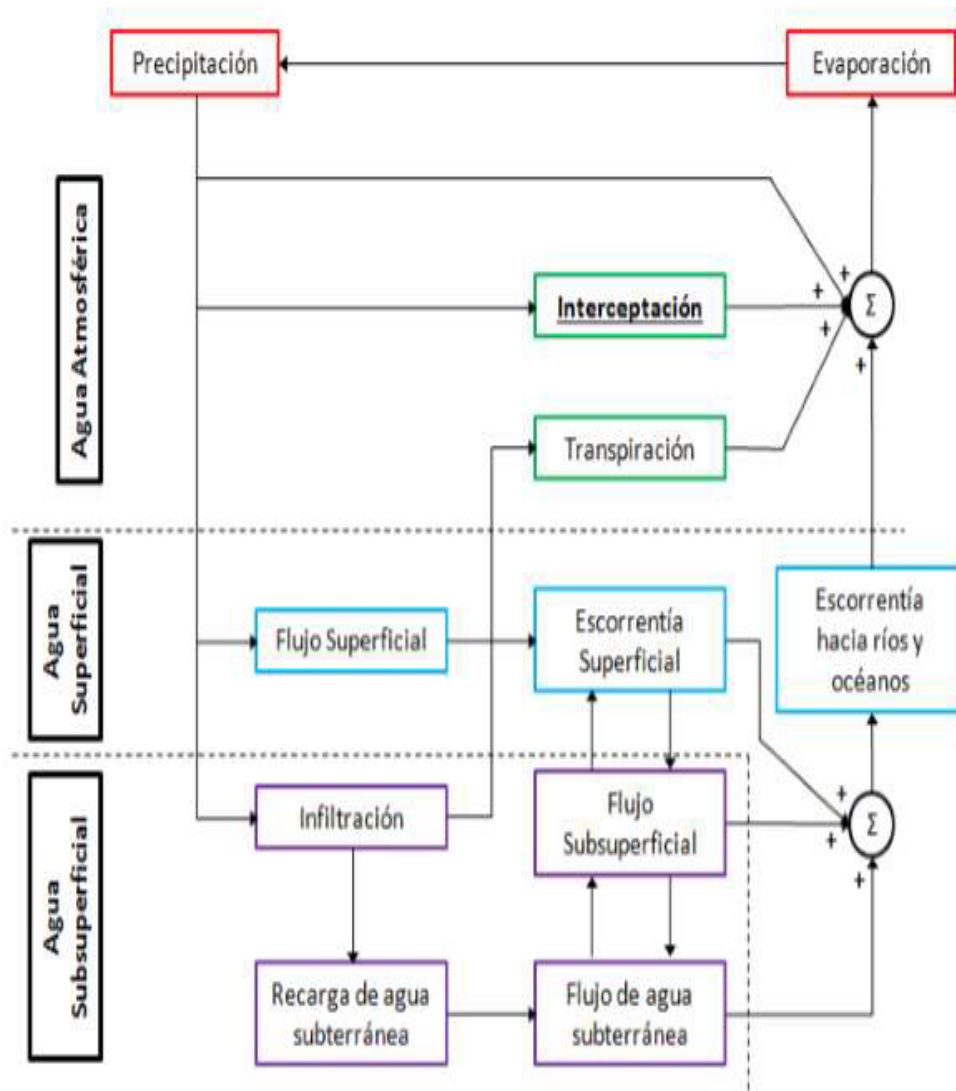 Precipitación
Evaporación
Agua Atmosférica
+
Interceptación
+
Σ
+
+
Transpiración
Agua
Superficial
Flujo Superficial
Escorrentía
Superficial
Escorrentía
hacia ríos y
océanos
Agua
Subsuperficial
Infiltración
Flujo
Subsuperficial
+
Σ
+
+
Recarga de agua
subterránea
Flujo de agua
subterránea